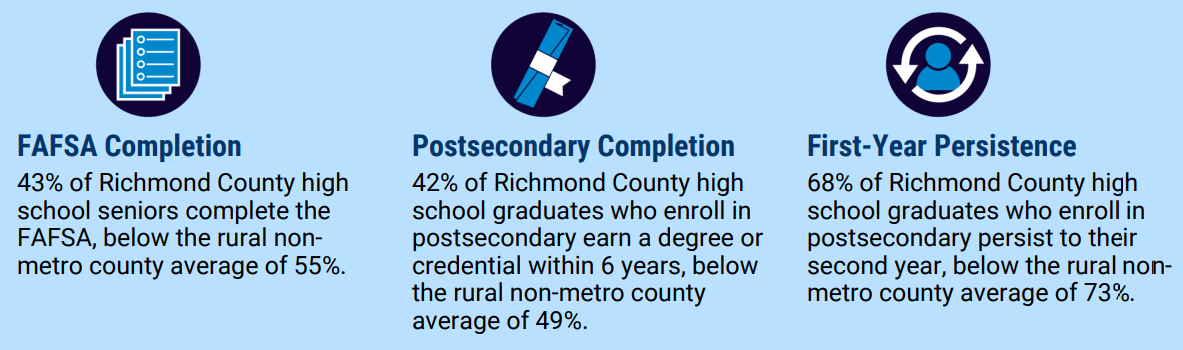 FAFSA Completion
43% of Richmond County high
school seniors complete the
FAFSA, below the rural non-
metro county average of 55%.
Postsecondary Completion
42% of Richmond County high
school graduates who enroll in
postsecondary earn a degree or
credential within 6 years, below
the rural non-metro county
average of 49%.
First-Year Persistence
68% of Richmond County high
school graduates who enroll in
postsecondary persist to their
second year, below the rural non-
metro county average of 73%.